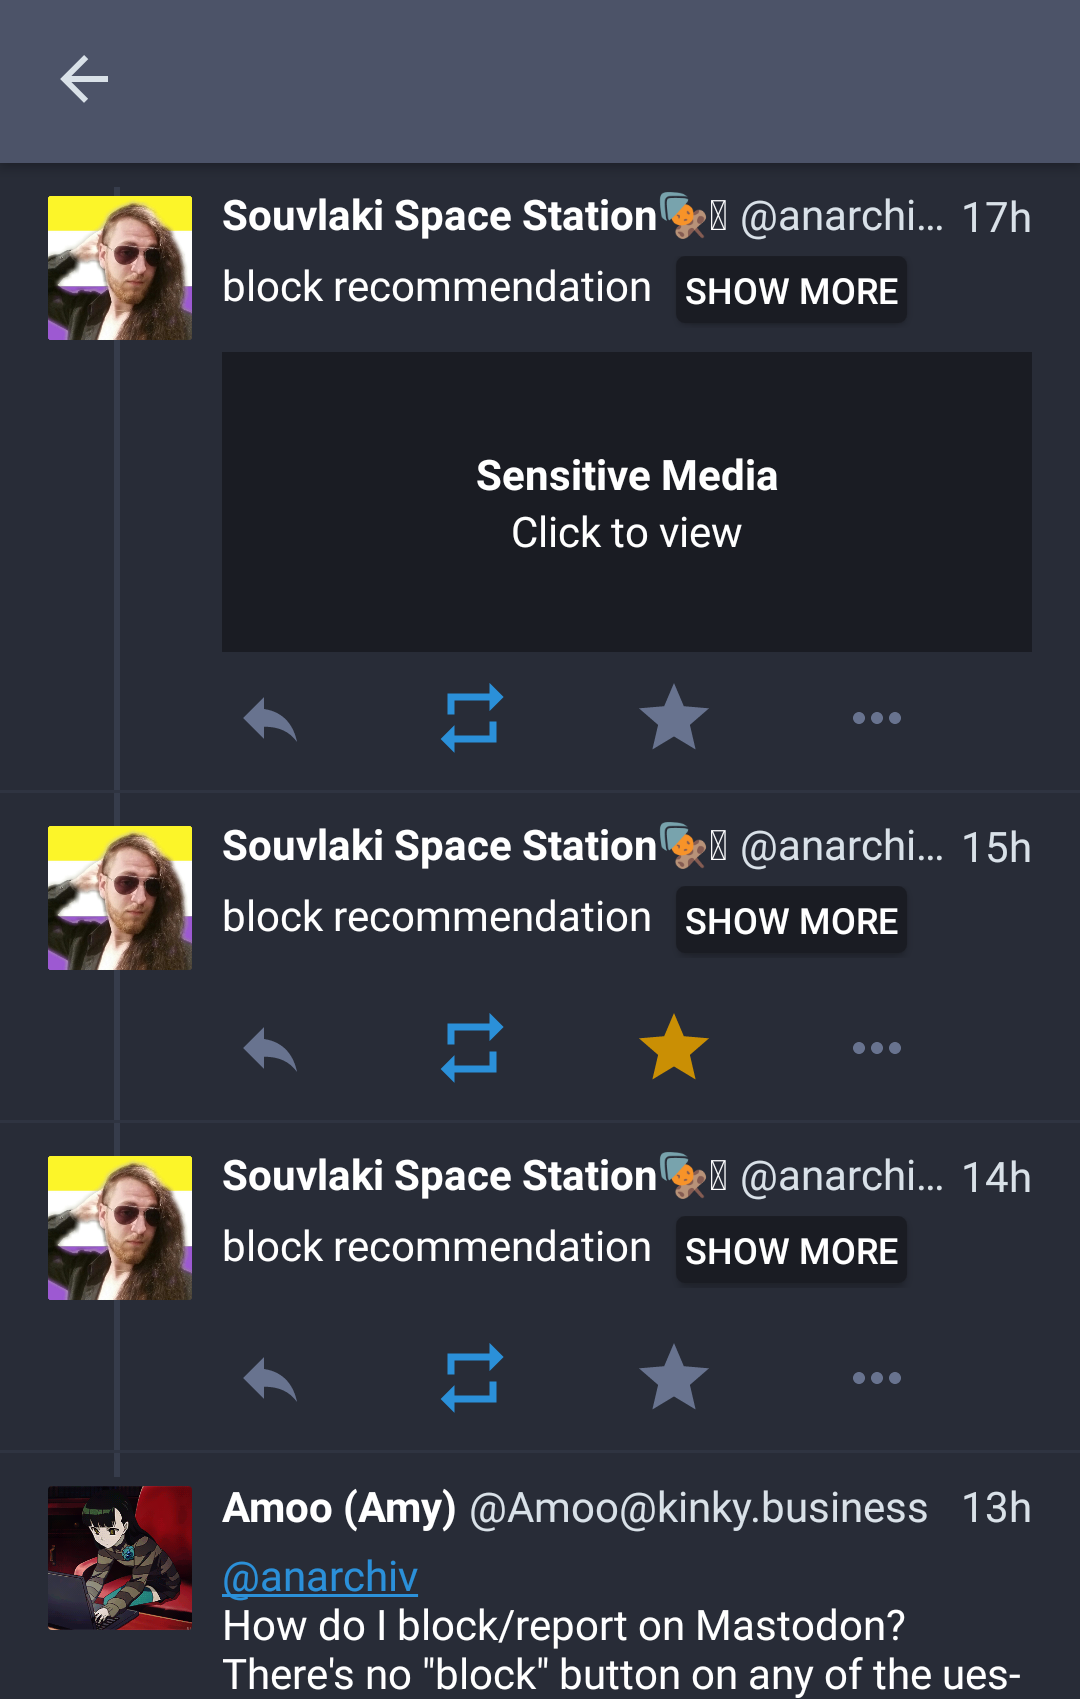 Souvlaki Space Station @anarchi... 17h
block recommendation SHOW MORE
Sensitive Media
Click to view
Souvlaki Space Station @anarchi... 15h
block recommendation SHOW MORE
Souvlaki Space Station @anarchi... 14h
block recommendation SHOW MORE
Amoo (Amy) @Amoo@kinky.business 13h
@anarchiv
How do I block/report on Mastodon?
There's no "block" button on any of the ues-